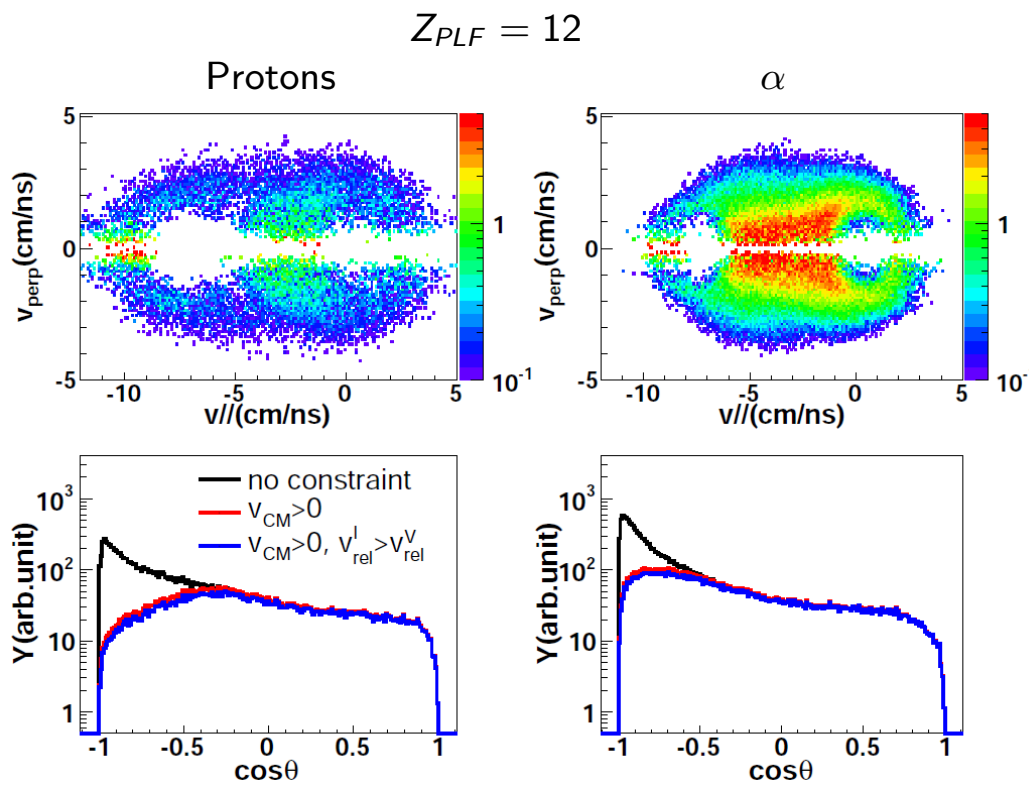 Z_PLF = 12
Protons
α
v_perp(cm/ns)
5
0
-5
-10
-5
0
5
v//(cm/ns)
1
10^-1
v_perp(cm/ns)
5
0
-5
-10
-5
0
5
v//(cm/ns)
1
10^-
Y(arb.unit)
10^3
10^2
10
1
no constraint
v_CM>0
v_CM>0, v^I_rel>v^V_rel
-1
-0.5
0
0.5
1
cosθ
Y(arb.unit)
10^3
10^2
10
1
-1
-0.5
0
0.5
1
cosθ